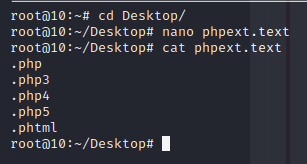 root@10:~# cd Desktop/
root@10:~/Desktop# nano phpext.text
root@10:~/Desktop# cat phpext.text
.php
.php3
.php4
.php5
.phtml
root@10:~/Desktop#